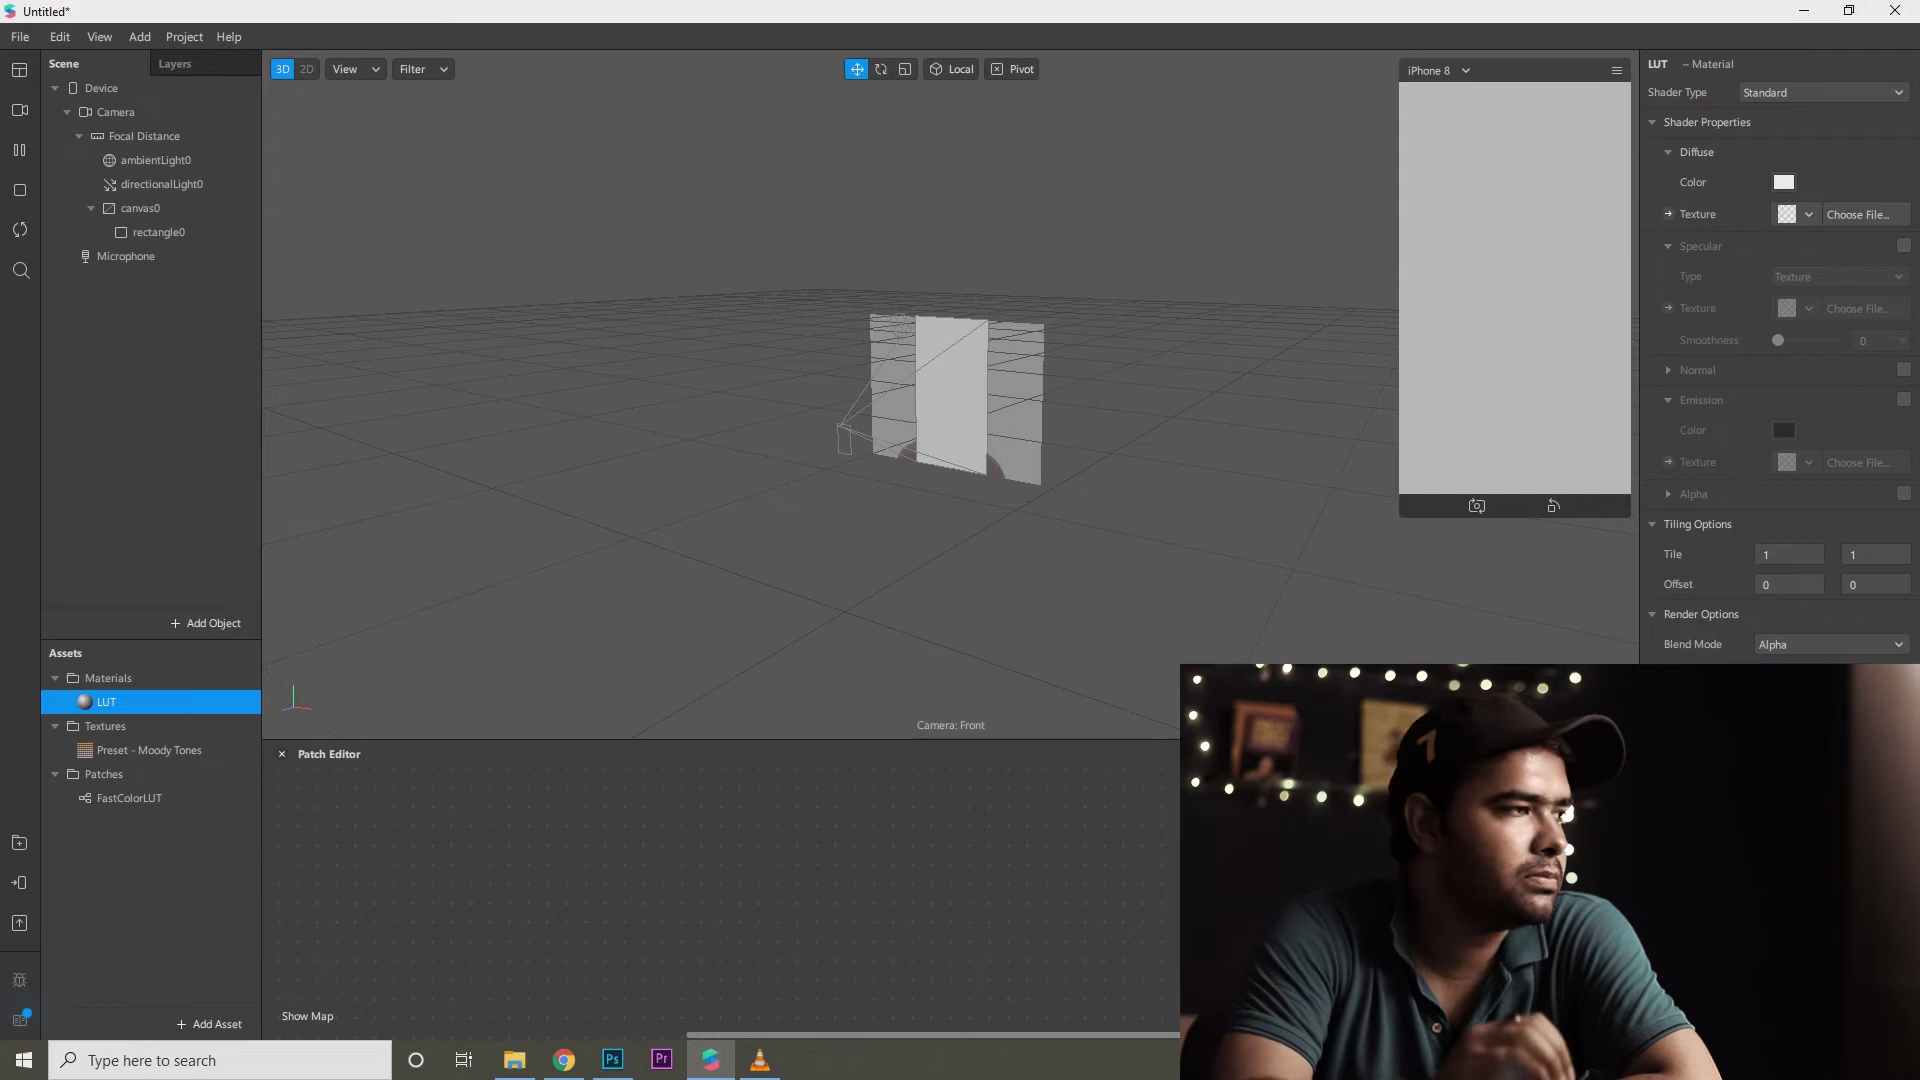 Untitled*
File Edit View Add Project Help
Scene Layers
Device
Camera
Focal Distance
ambientLight0
directionalLight0
canvas0
rectangle0
Microphone
+ Add Object
Assets
Materials
LUT
Textures
Preset - Moody Tones
Patches
FastColorLUT
+ Add Asset
3D 2D View Filter
Local Pivot
Camera: Front
iPhone 8
× Patch Editor
Show Map
LUT – Material
Shader Type Standard
Shader Properties
Diffuse
Color
Texture Choose File...
Specular
Type Texture
Texture Choose File...
Smoothness 0 %
Normal
Emission
Color
Texture Choose File...
Alpha
Tiling Options
Tile 1 1
Offset 0 0
Render Options
Blend Mode Alpha
Type here to search
Ps
Pr